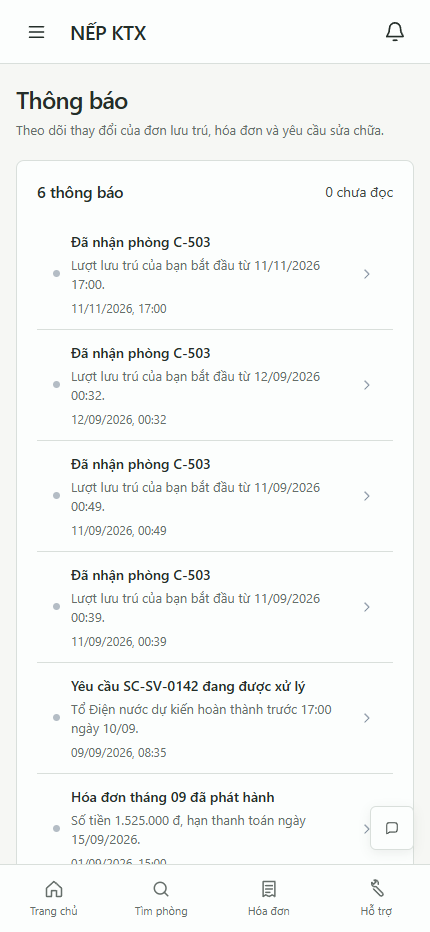 NẾP KTX
Thông báo
Theo dõi thay đổi của đơn lưu trú, hóa đơn và yêu cầu sửa chữa.
6 thông báo
0 chưa đọc
Đã nhận phòng C-503
Lượt lưu trú của bạn bắt đầu từ 11/11/2026
17:00.
11/11/2026, 17:00
Đã nhận phòng C-503
Lượt lưu trú của bạn bắt đầu từ 12/09/2026
00:32.
12/09/2026, 00:32
Đã nhận phòng C-503
Lượt lưu trú của bạn bắt đầu từ 11/09/2026
00:49.
11/09/2026, 00:49
Đã nhận phòng C-503
Lượt lưu trú của bạn bắt đầu từ 11/09/2026
00:39.
11/09/2026, 00:39
Yêu cầu SC-SV-0142 đang được xử lý
Tổ Điện nước dự kiến hoàn thành trước 17:00
ngày 10/09.
09/09/2026, 08:35
Hóa đơn tháng 09 đã phát hành
Số tiền 1.525.000 đ, hạn thanh toán ngày
15/09/2026.
01/09/2026, 15:00
Trang chủ
Tìm phòng
Hóa đơn
Hỗ trợ